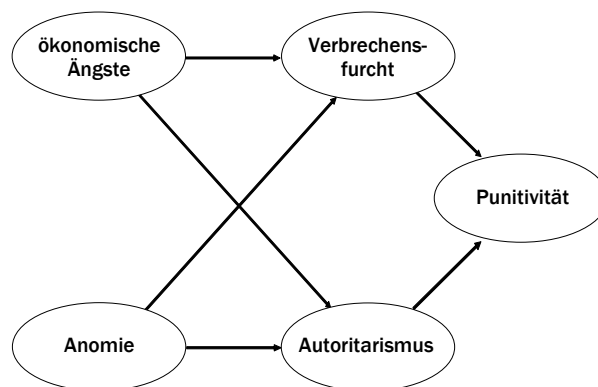 ökonomische
Ängste
Verbrechens-
furcht
Punitivität
Anomie
Autoritarismus